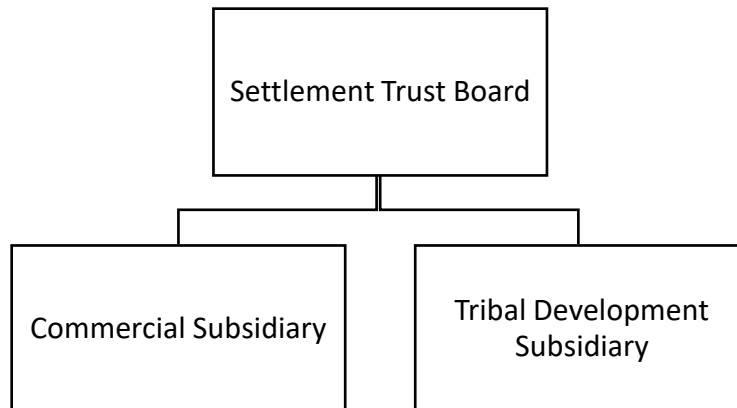 Settlement Trust Board
Commercial Subsidiary
Tribal Development
Subsidiary